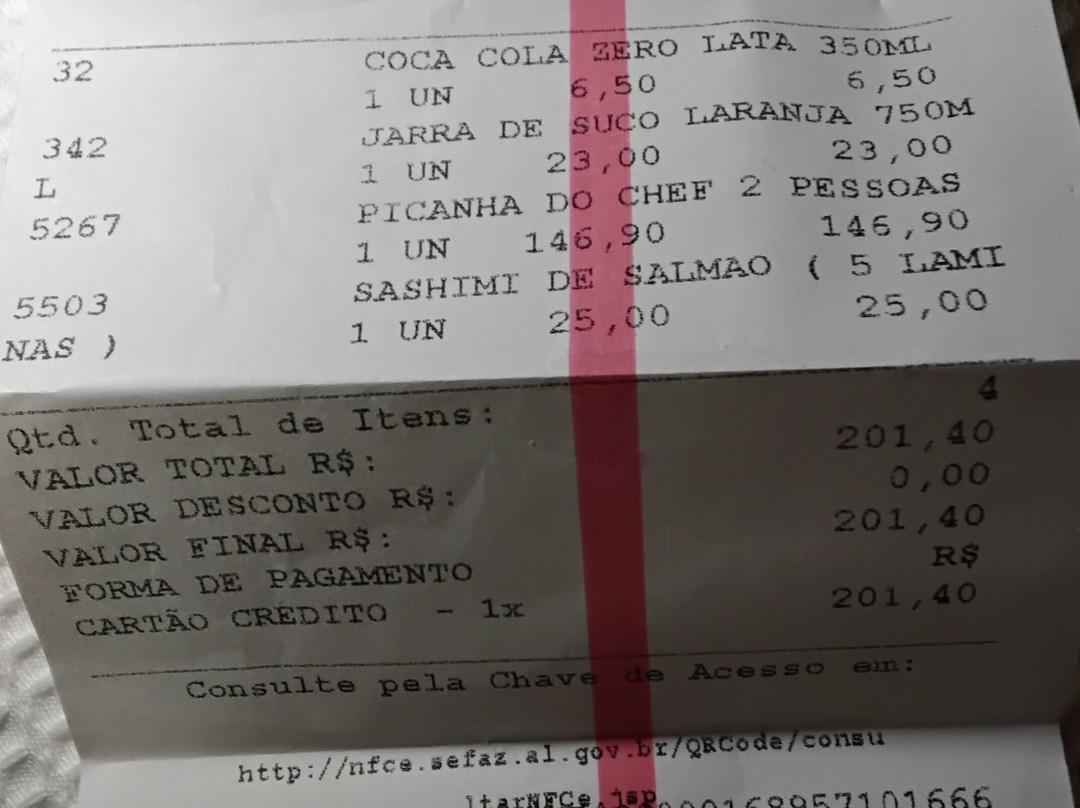 32 COCA COLA ZERO LATA 350ML
1 UN 6,50 6,50
342 JARRA DE SUCO LARANJA 750M
L 1 UN 23,00 23,00
5267 PICANHA DO CHEF 2 PESSOAS
1 UN 146,90 146,90
5503 SASHIMI DE SALMAO ( 5 LAMI
NAS ) 1 UN 25,00 25,00
Qtd. Total de Itens: 4
VALOR TOTAL R$: 201,40
VALOR DESCONTO R$: 0,00
VALOR FINAL R$: 201,40
FORMA DE PAGAMENTO R$
CARTÃO CRÉDITO - 1x 201,40
Consulte pela Chave de Acesso em:
http://nfce.sefaz.al.gov.br/QRCode/consu
ltarNFCe.jsp